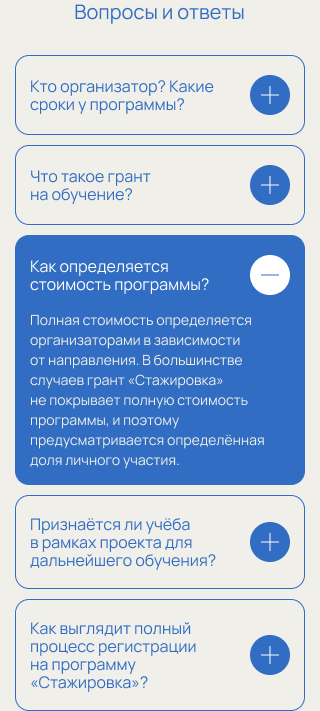 Вопросы и ответы
Кто организатор? Какие
сроки у программы?
Что такое грант
на обучение?
Как определяется
стоимость программы?
Полная стоимость определяется
организаторами в зависимости
от направления. В большинстве
случаев грант «Стажировка»
не покрывает полную стоимость
программы, и поэтому
предусматривается определённая
доля личного участия.
Признаётся ли учёба
в рамках проекта для
дальнейшего обучения?
Как выглядит полный
процесс регистрации
на программу
«Стажировка»?